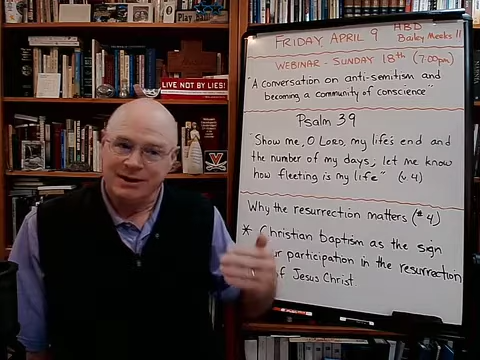 Play
LIVE NOT BY LIES!
FRIDAY APRIL 9
HBD
Bailey Meeks !!
WEBINAR - SUNDAY 18th (7:00pm)
"A conversation on anti-semitism and
becoming a community of conscience"
Psalm 39
"Show me, O LORD, my life's end and
the number of my days, let me know
how fleeting is my life" (v. 4)
Why the resurrection matters (#4)
* Christian baptism as the sign
ur participation in the resurrection
f Jesus Christ